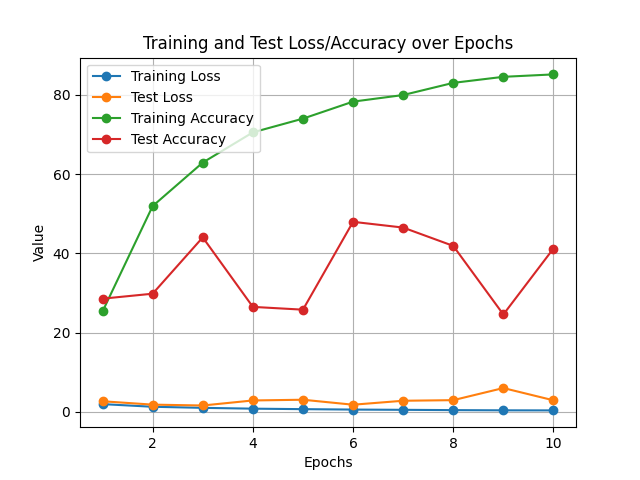 Training and Test Loss/Accuracy over Epochs
Training Loss
Test Loss
Training Accuracy
Test Accuracy
80
60
40
20
0
Value
2 4 6 8 10
Epochs